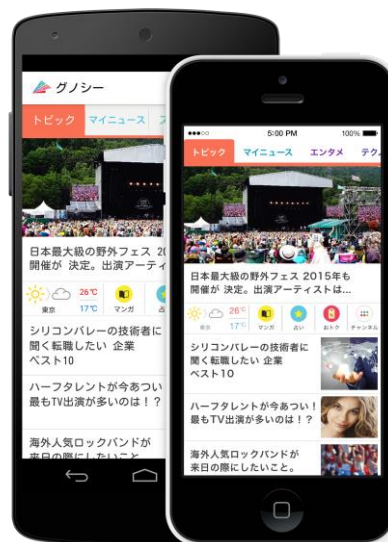 グノシー
トピック マイニュース
日本最大級の野外フェス 20
開催が 決定。出演アーティ
26℃
17℃
東京 マンガ 占い
シリコンバレーの技術者に
聞く転職したい 企業
ベスト10
ハーフタレントが今あつい
最もTV出演が多いのは!?
海外人気ロックバンドが
来日の際にしたいこと。
5:00 PM 100%
トピック マイニュース エンタメ テク
日本最大級の野外フェス 2015年も
開催が 決定。出演アーティストは...
26℃
17℃
東京 マンガ 占い おトク チャンネル
シリコンバレーの技術者に
聞く転職したい 企業
ベスト10
ハーフタレントが今あつい!
最もTV出演が多いのは!?
海外人気ロックバンドが
来日の際にしたいこと。